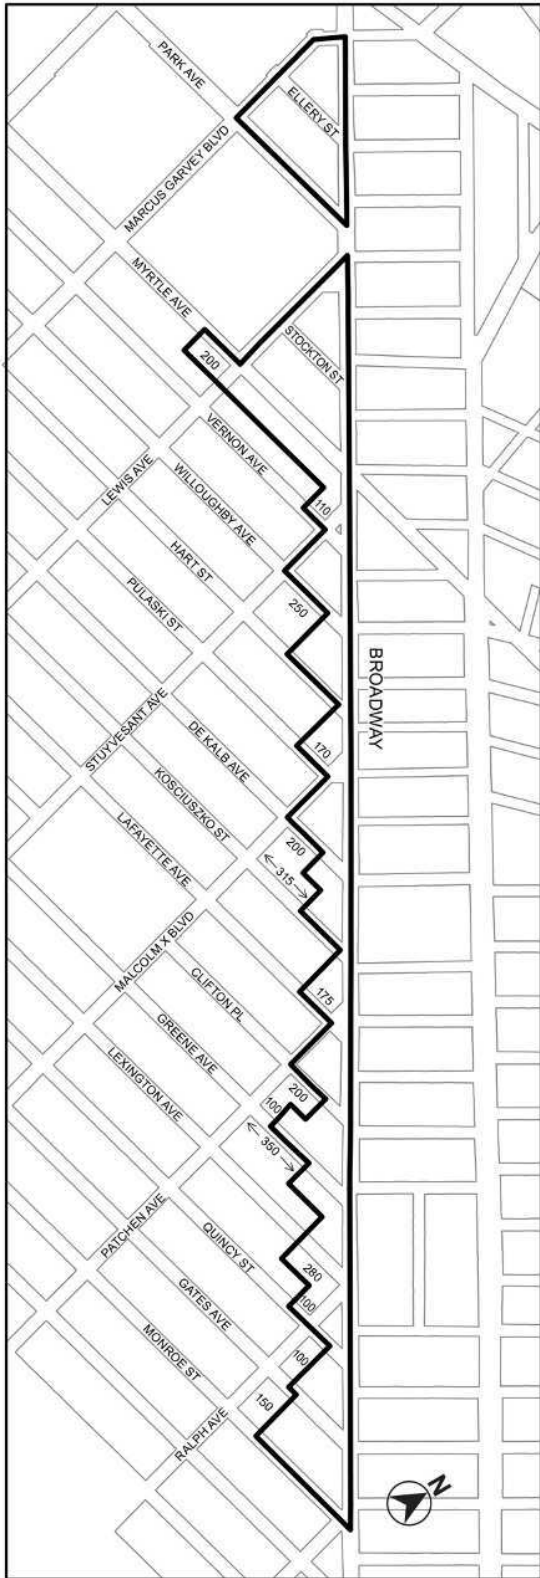 PARK AVE
ELLERY ST
MARCUS GARVEY BLVD
MYRTLE AVE
STOCKTON ST
200
VERNON AVE
LEWIS AVE
WILLOUGHBY AVE
110
HART ST
250
PULASKI ST
BROADWAY
STUYVESANT AVE
DE KALB AVE
170
KOSCIUSZKO ST
200
LAFAYETTE AVE
315
MALCOLM X BLVD
CLIFTON PL
175
GREENE AVE
200
LEXINGTON AVE
100
350
PATCHEN AVE
QUINCY ST
280
GATES AVE
100
MONROE ST
100
150
RALPH AVE
N